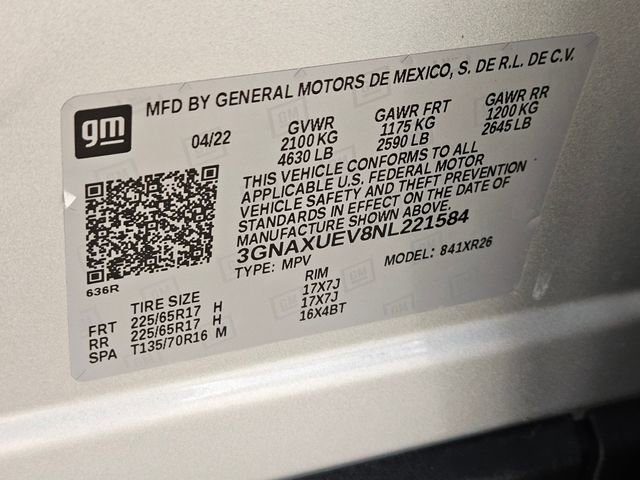 gm
MFD BY GENERAL MOTORS DE MEXICO, S. DE R.L. DE C.V.
04/22 GVWR GAWR FRT GAWR RR
2100 KG 1175 KG 1200 KG
4630 LB 2590 LB 2645 LB
THIS VEHICLE CONFORMS TO ALL
APPLICABLE U.S. FEDERAL MOTOR
VEHICLE SAFETY AND THEFT PREVENTION
STANDARDS IN EFFECT ON THE DATE OF
MANUFACTURE SHOWN ABOVE.
3GNAXUEV8NL221584
TYPE: MPV MODEL: 841XR26
636R
TIRE SIZE RIM
FRT 225/65R17 H 17X7J
RR 225/65R17 H 17X7J
SPA T135/70R16 M 16X4BT